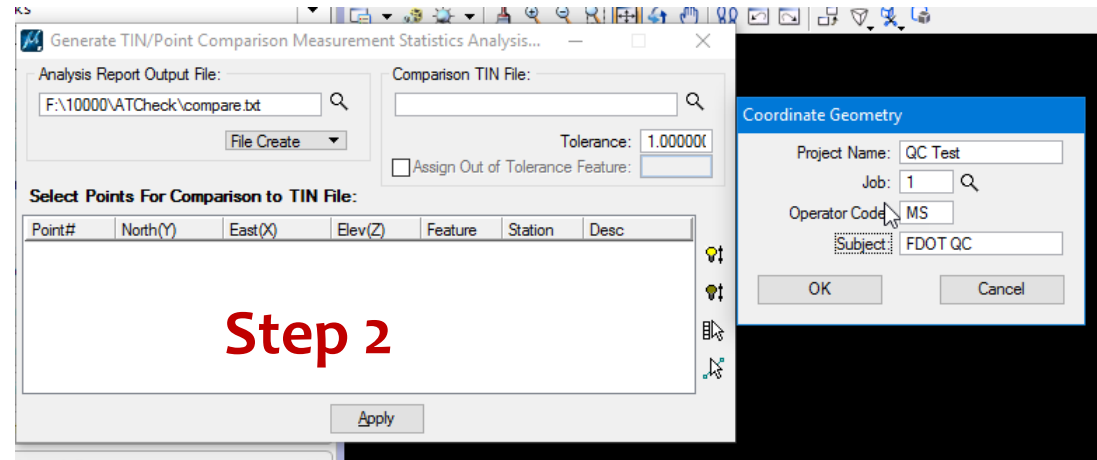 KS
Generate TIN/Point Comparison Measurement Statistics Analysis...
Analysis Report Output File:
F:\10000\ATCheck\compare.txt
File Create
Comparison TIN File:
Tolerance: 1.000000
Assign Out of Tolerance Feature:
Select Points For Comparison to TIN File:
Point# North(Y) East(X) Elev(Z) Feature Station Desc
Step 2
Apply
Coordinate Geometry
Project Name: QC Test
Job: 1
Operator Code: MS
Subject: FDOT QC
OK Cancel